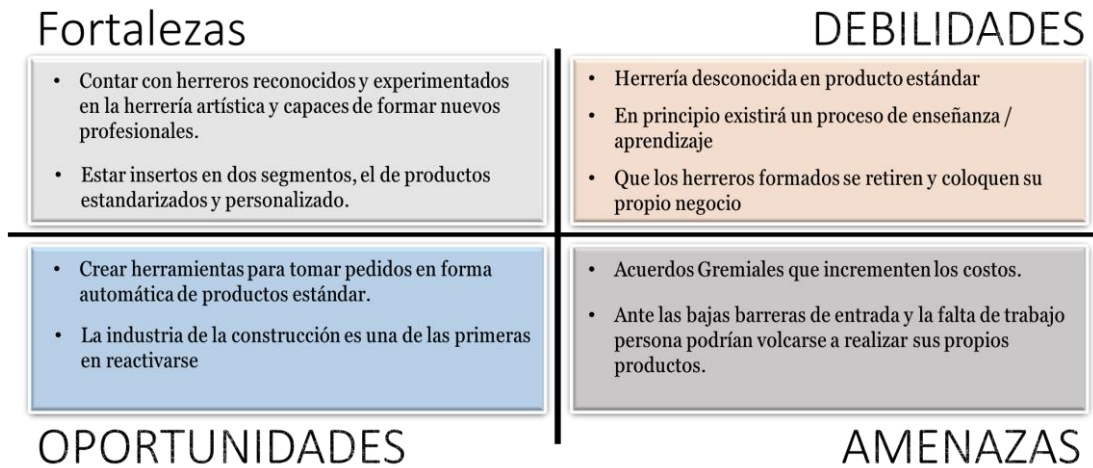 Fortalezas
DEBILIDADES
• Contar con herreros reconocidos y experimentados
en la herrería artística y capaces de formar nuevos
profesionales.
• Estar insertos en dos segmentos, el de productos
estandarizados y personalizado.
• Herrería desconocida en producto estándar
• En principio existirá un proceso de enseñanza /
aprendizaje
• Que los herreros formados se retiren y coloquen su
propio negocio
• Crear herramientas para tomar pedidos en forma
automática de productos estándar.
• La industria de la construcción es una de las primeras
en reactivarse
• Acuerdos Gremiales que incrementen los costos.
• Ante las bajas barreras de entrada y la falta de trabajo
persona podrían volcarse a realizar sus propios
productos.
OPORTUNIDADES
AMENAZAS